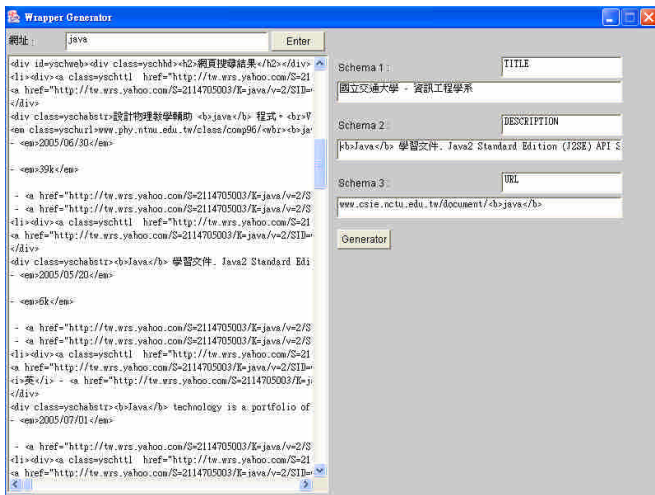 Wrapper Generator
網址：
java
Enter
<div id=yschweb><div class=yschhd><h2>網頁搜尋結果</h2></div>
<li><div><a class=yschttl  href="http://tw.wrs.yahoo.com/S=21
<a href="http://tw.wrs.yahoo.com/S=2114705003/K=java/v=2/SID=
</div>
<div class=yschabstr>設計物理教學輔助 <b>java</b> 程式。<br>V
<em class=yschurl>www.phy.ntnu.edu.tw/class/comp96/<wbr><b>ja
- <em>2005/06/30</em>
- <em>39k</em>
- <a href="http://tw.wrs.yahoo.com/S=2114705003/K=java/v=2/S
- <a href="http://tw.wrs.yahoo.com/S=2114705003/K=java/v=2/S
<li><div><a class=yschttl  href="http://tw.wrs.yahoo.com/S=21
<a href="http://tw.wrs.yahoo.com/S=2114705003/K=java/v=2/SID=
</div>
<div class=yschabstr><b>Java</b> 學習文件. Java2 Standard Edi
- <em>2005/05/20</em>
- <em>6k</em>
- <a href="http://tw.wrs.yahoo.com/S=2114705003/K=java/v=2/S
- <a href="http://tw.wrs.yahoo.com/S=2114705003/K=java/v=2/S
<li><div><a class=yschttl  href="http://tw.wrs.yahoo.com/S=21
<a href="http://tw.wrs.yahoo.com/S=2114705003/K=java/v=2/SID=
<i>英</i> - <a href="http://tw.wrs.yahoo.com/S=2114705003/K=j
</div>
<div class=yschabstr><b>Java</b> technology is a portfolio of
- <em>2005/07/01</em>
- <a href="http://tw.wrs.yahoo.com/S=2114705003/K=java/v=2/S
<li><div><a class=yschttl  href="http://tw.wrs.yahoo.com/S=21
<a href="http://tw.wrs.yahoo.com/S=2114705003/K=java/v=2/SID=
Schema 1 :
TITLE
國立交通大學 - 資訊工程學系
Schema 2 :
DESCRIPTION
<b>Java</b> 學習文件. Java2 Standard Edition (J2SE) API S
Schema 3 :
URL
www.csie.nctu.edu.tw/document/<b>java</b>
Generator